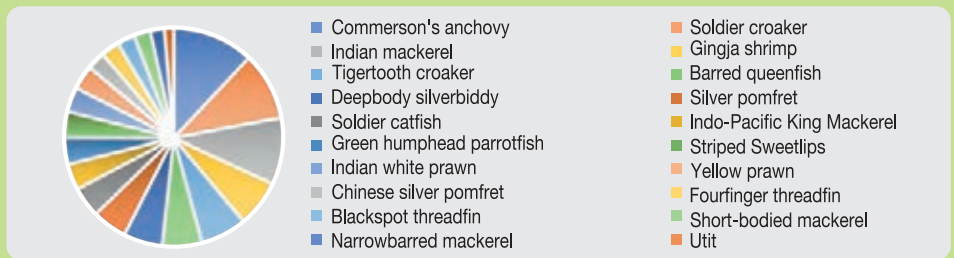 Commerson's anchovy
Soldier croaker
Indian mackerel
Gingja shrimp
Tigertooth croaker
Barred queenfish
Deepbody silverbiddy
Silver pomfret
Soldier catfish
Indo-Pacific King Mackerel
Green humphead parrotfish
Striped Sweetlips
Indian white prawn
Yellow prawn
Chinese silver pomfret
Fourfinger threadfin
Blackspot threadfin
Short-bodied mackerel
Narrowbarred mackerel
Utit